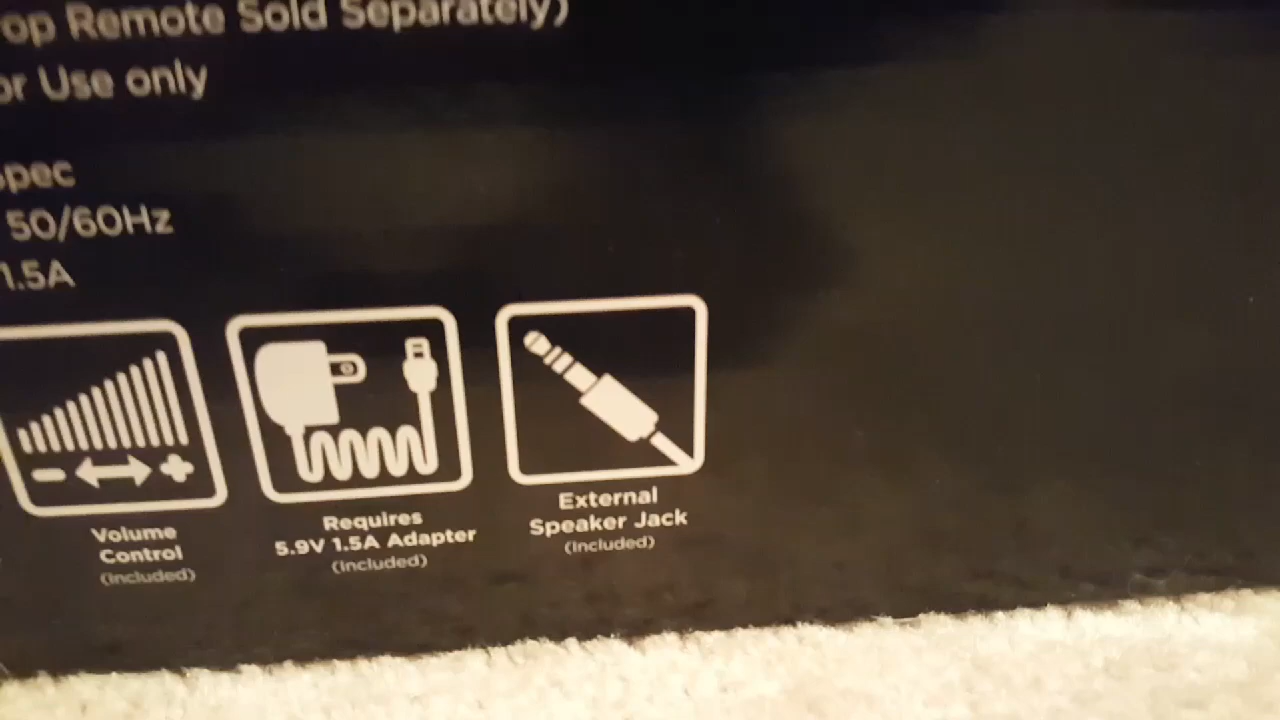 op Remote Sold Separately)
or Use only
pec
50/60Hz
1.5A
Volume
Control
(Included)
Requires
5.9V 1.5A Adapter
(Included)
External
Speaker Jack
(Included)